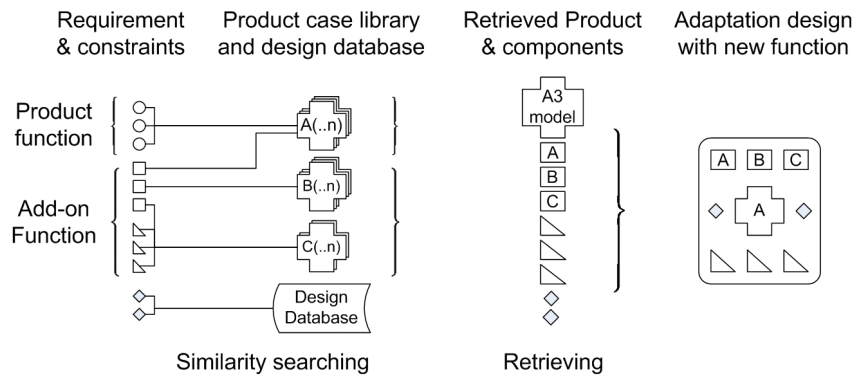 Requirement
& constraints
Product case library
and design database
Retrieved Product
& components
Adaptation design
with new function
Product
function
Add-on
Function
A(..n)
B(..n)
C(..n)
Design
Database
A3
model
A
B
C
A B C
A
Similarity searching
Retrieving